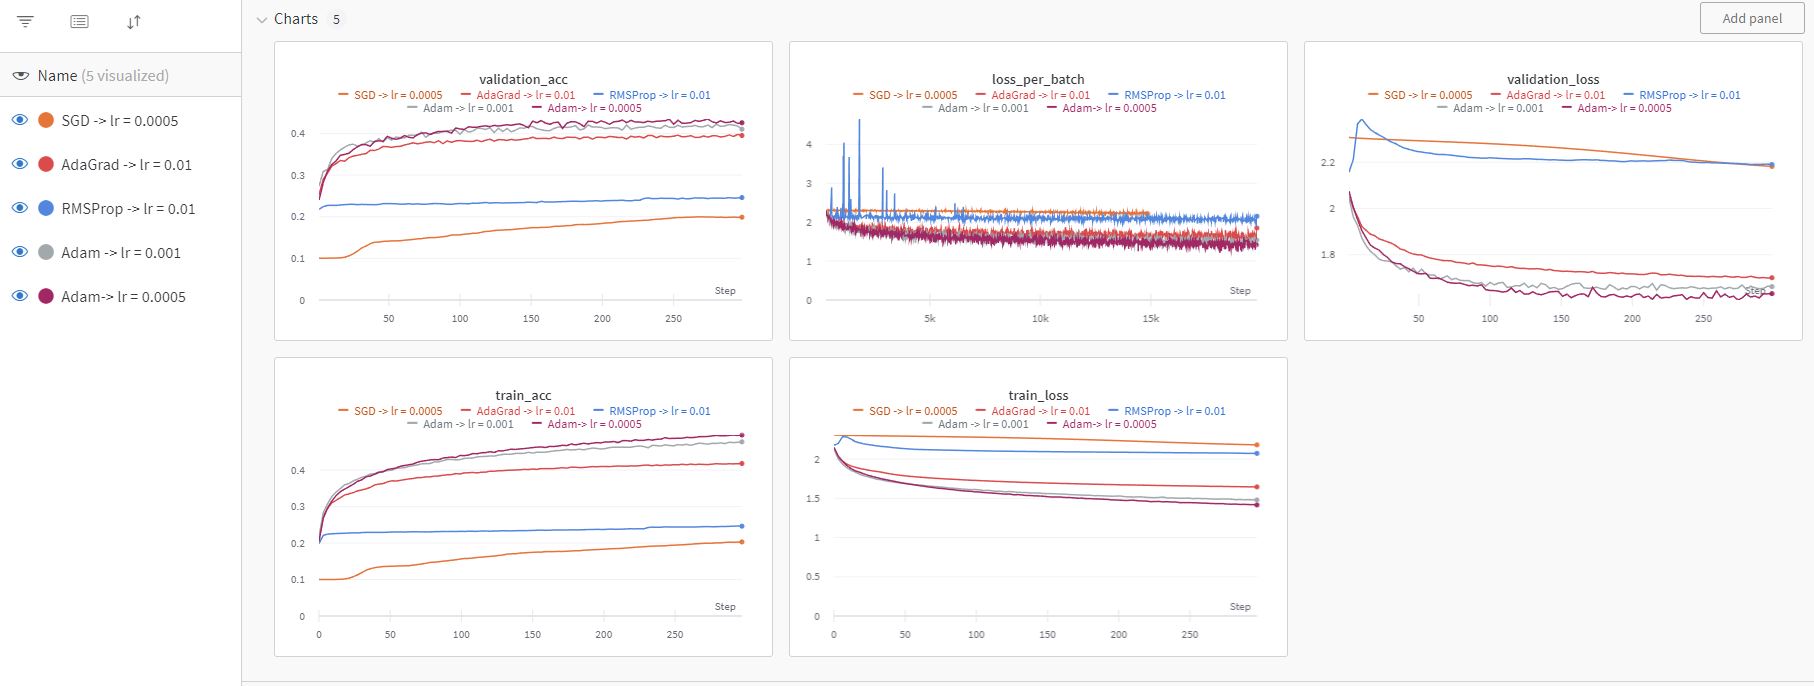 Charts 5
Add panel
Name (5 visualized)
SGD -> lr = 0.0005
AdaGrad -> lr = 0.01
RMSProp -> lr = 0.01
Adam -> lr = 0.001
Adam-> lr = 0.0005
validation_acc
SGD -> lr = 0.0005 AdaGrad -> lr = 0.01 RMSProp -> lr = 0.01
Adam -> lr = 0.001 Adam-> lr = 0.0005
0.4
0.3
0.2
0.1
0
Step
50 100 150 200 250
loss_per_batch
SGD -> lr = 0.0005 AdaGrad -> lr = 0.01 RMSProp -> lr = 0.01
Adam -> lr = 0.001 Adam-> lr = 0.0005
4
3
2
1
0
Step
5k 10k 15k
validation_loss
SGD -> lr = 0.0005 AdaGrad -> lr = 0.01 RMSProp -> lr = 0.01
Adam -> lr = 0.001 Adam-> lr = 0.0005
2.2
2
1.8
Step
50 100 150 200 250
train_acc
SGD -> lr = 0.0005 AdaGrad -> lr = 0.01 RMSProp -> lr = 0.01
Adam -> lr = 0.001 Adam-> lr = 0.0005
0.4
0.3
0.2
0.1
0
Step
0 50 100 150 200 250
train_loss
SGD -> lr = 0.0005 AdaGrad -> lr = 0.01 RMSProp -> lr = 0.01
Adam -> lr = 0.001 Adam-> lr = 0.0005
2
1.5
1
0.5
0
Step
0 50 100 150 200 250